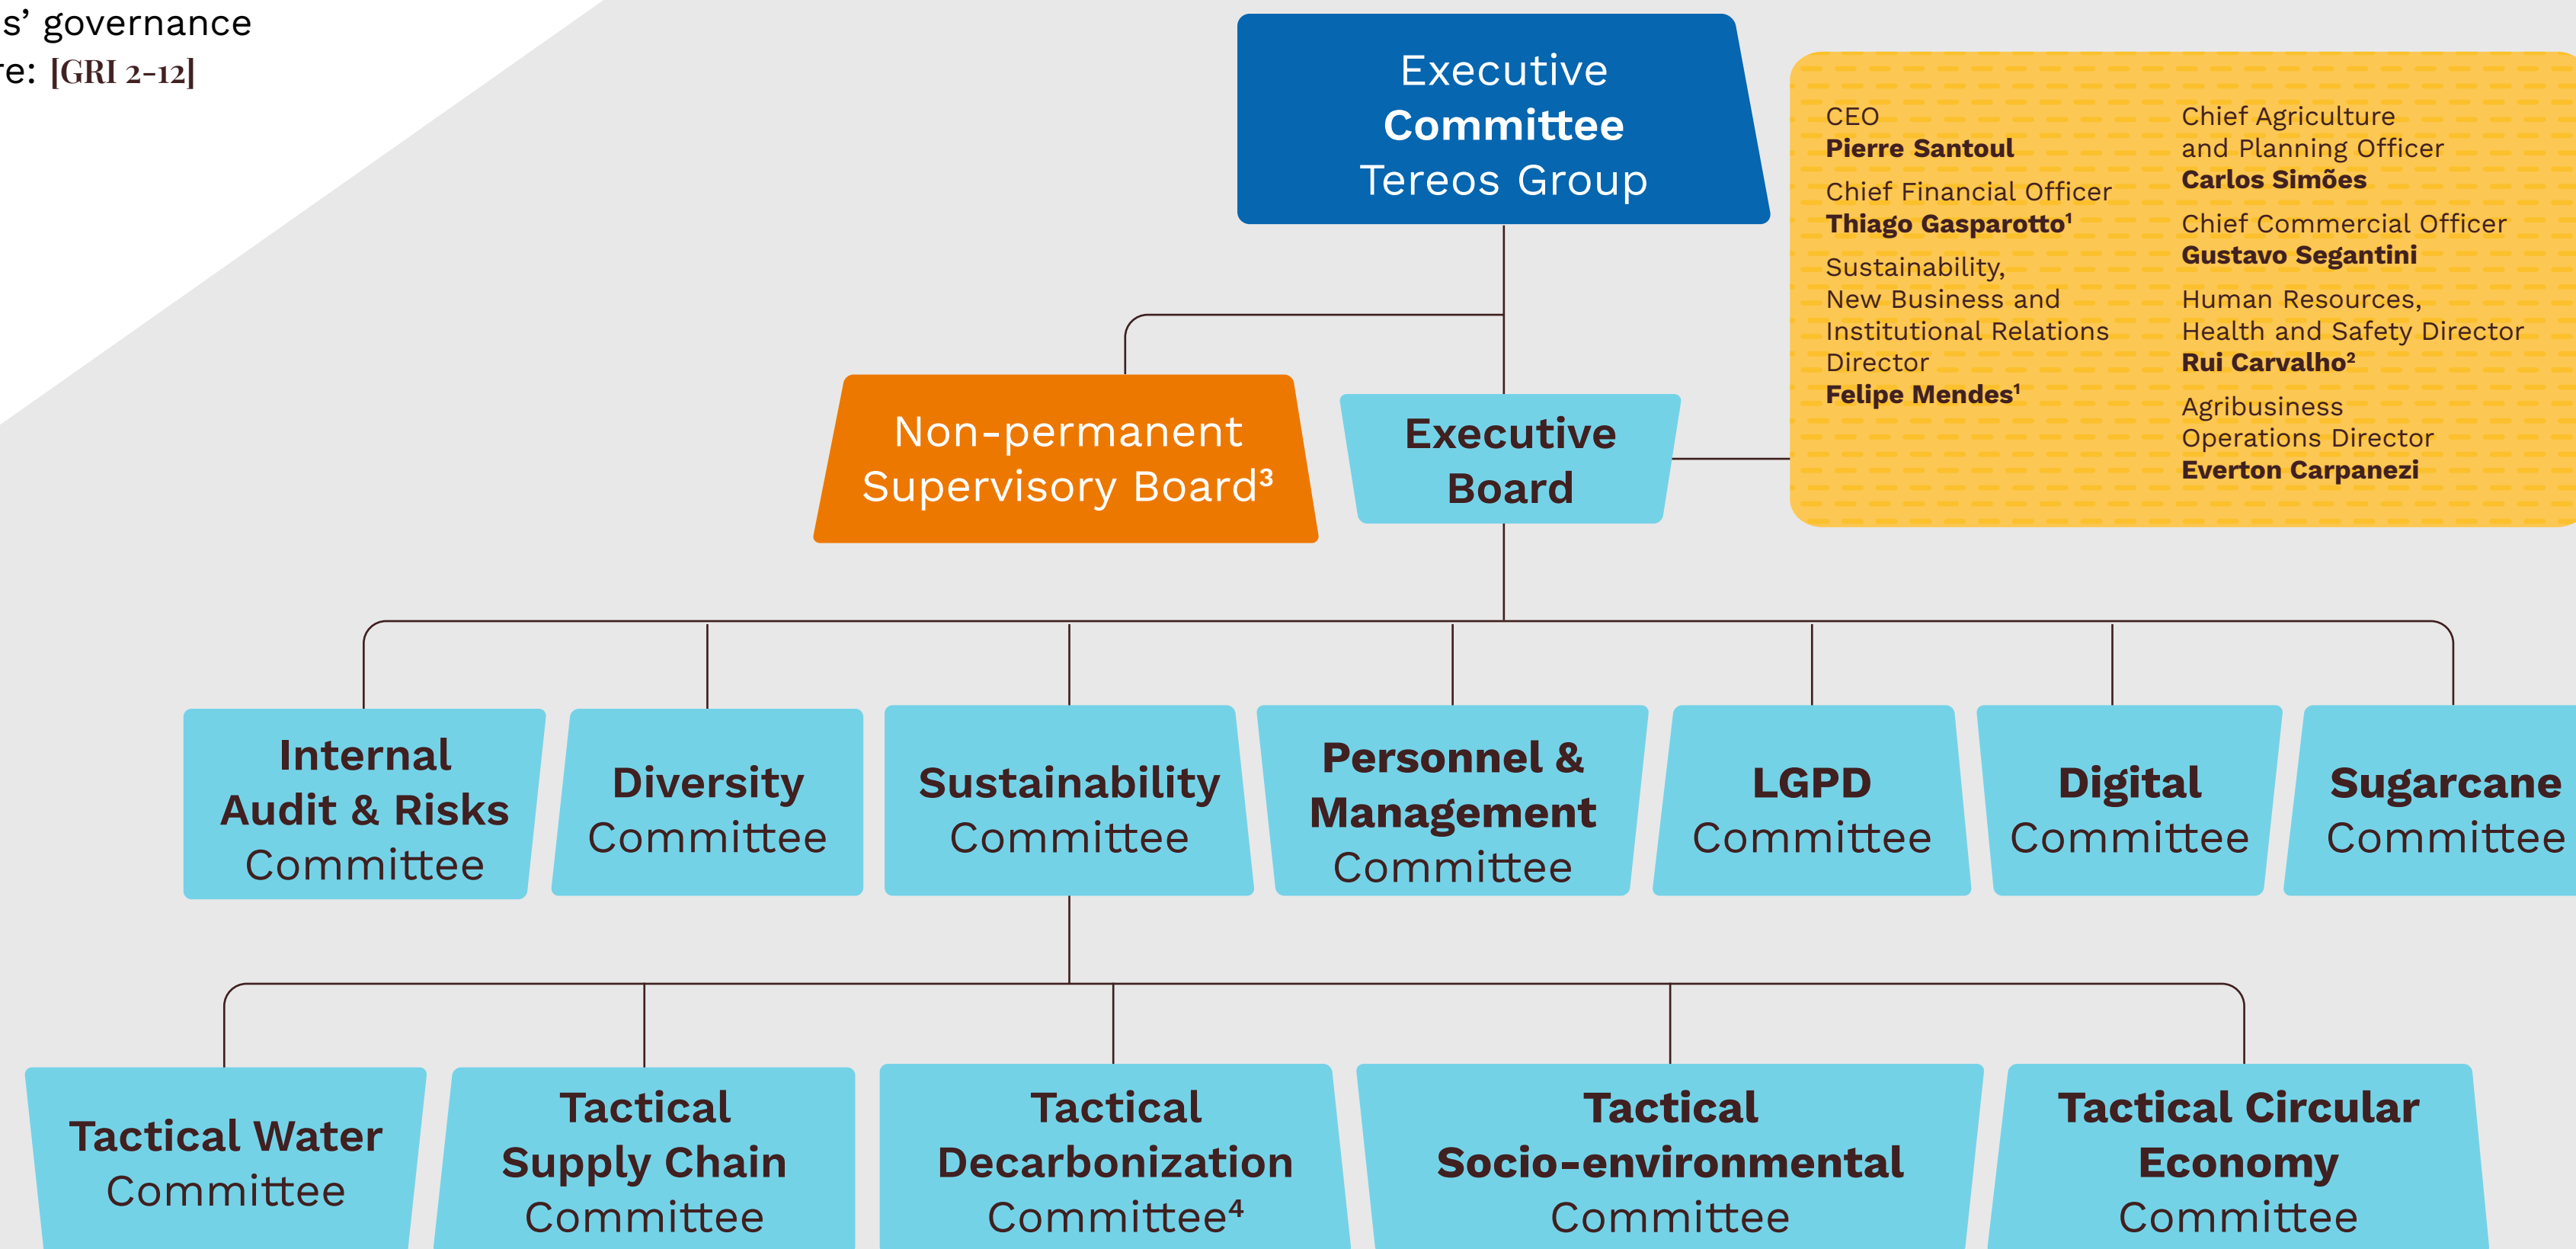 s’ governance
re: [GRI 2-12]
Executive
Committee
Tereos Group
CEO
Pierre Santoul
Chief Financial Officer
Thiago Gasparotto¹
Sustainability,
New Business and
Institutional Relations
Director
Felipe Mendes¹
Chief Agriculture
and Planning Officer
Carlos Simões
Chief Commercial Officer
Gustavo Segantini
Human Resources,
Health and Safety Director
Rui Carvalho²
Agribusiness
Operations Director
Everton Carpanezi
Non-permanent
Supervisory Board³
Executive
Board
Internal
Audit & Risks
Committee
Diversity
Committee
Sustainability
Committee
Personnel &
Management
Committee
LGPD
Committee
Digital
Committee
Sugarcane
Committee
Tactical Water
Committee
Tactical
Supply Chain
Committee
Tactical
Decarbonization
Committee⁴
Tactical
Socio-environmental
Committee
Tactical Circular
Economy
Committee